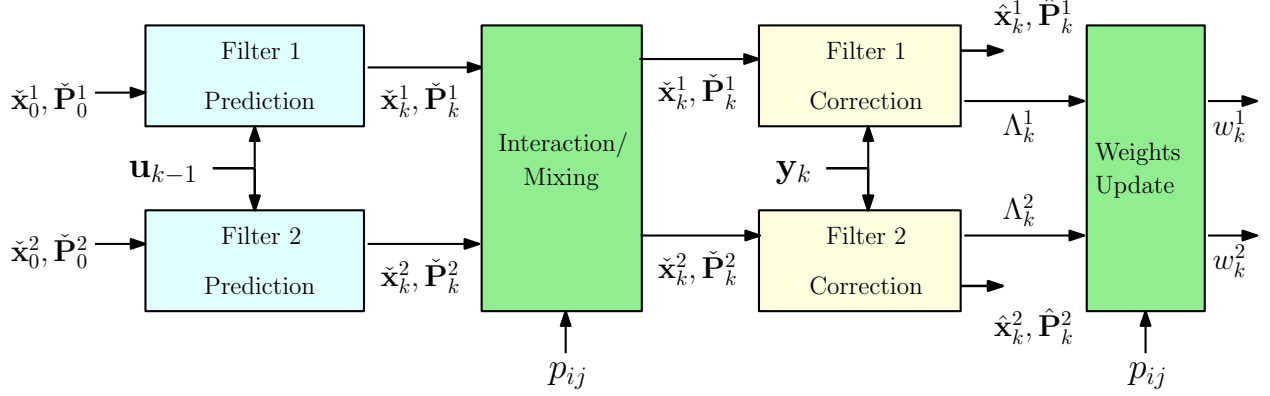 x̂¹ₖ, P̂¹ₖ
Filter 1
Prediction
Filter 1
Correction
x̌¹₀, P̌¹₀
x̌¹ₖ, P̌¹ₖ
x̌¹ₖ, P̌¹ₖ
Λ¹ₖ
w¹ₖ
Interaction/
Mixing
Weights
Update
uₖ₋₁
yₖ
Filter 2
Prediction
Filter 2
Correction
x̌²₀, P̌²₀
x̌²ₖ, P̌²ₖ
x̌²ₖ, P̌²ₖ
Λ²ₖ
w²ₖ
x̂²ₖ, P̂²ₖ
pᵢⱼ
pᵢⱼ